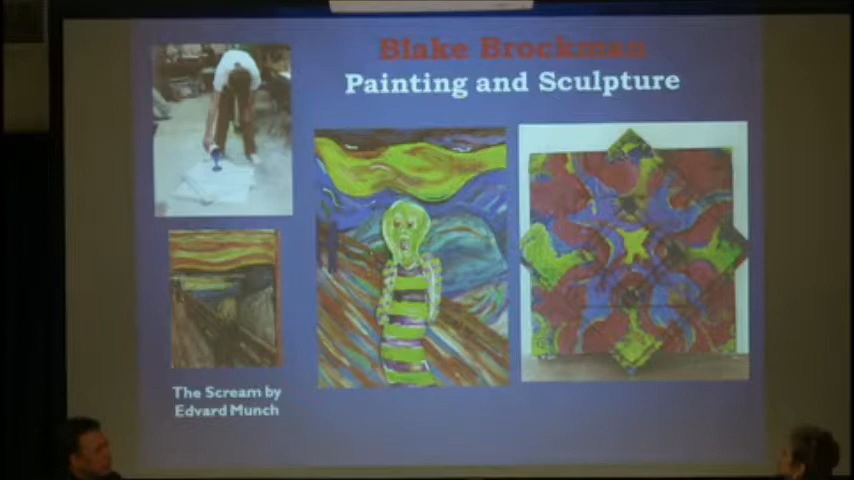 Blake Brockman
Painting and Sculpture
The Scream by
Edvard Munch